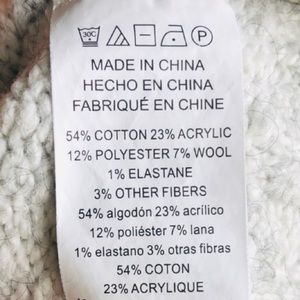 30C P
MADE IN CHINA
HECHO EN CHINA
FABRIQUÉ EN CHINE
54% COTTON 23% ACRYLIC
12% POLYESTER 7% WOOL
1% ELASTANE
3% OTHER FIBERS
54% algodón 23% acrílico
12% poliéster 7% lana
1% elastano 3% otras fibras
54% COTON
23% ACRYLIQUE